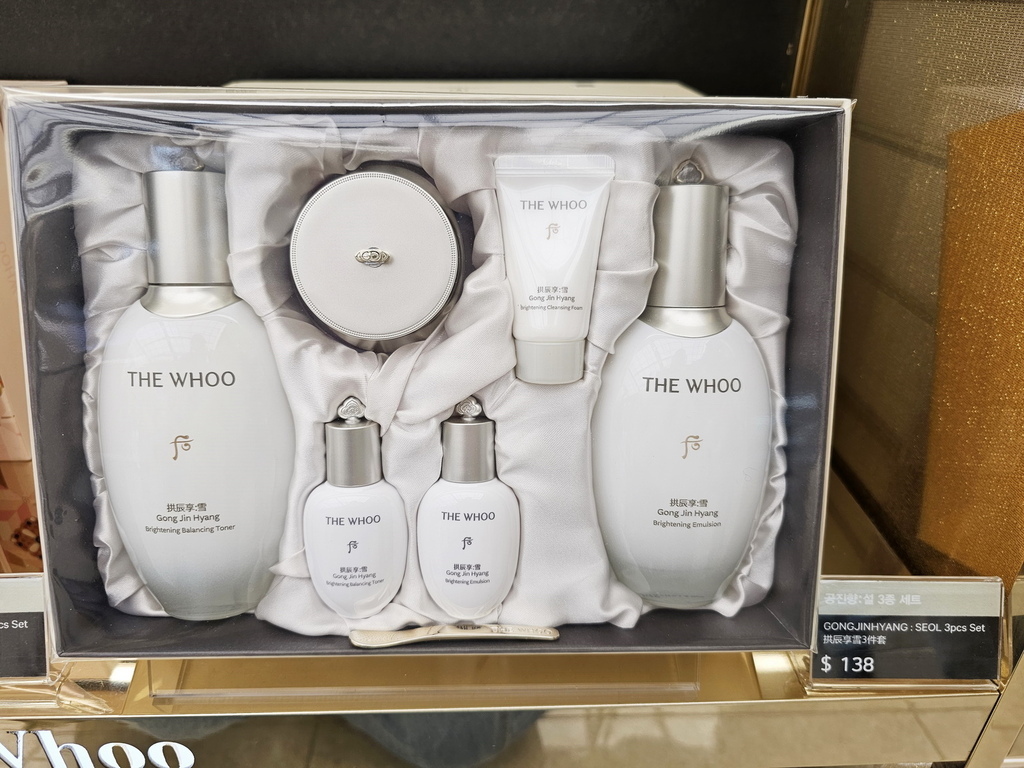 THE WHOO
拱辰享:雪
Gong Jin Hyang
Brightening Balancing Toner
THE WHOO
拱辰享:雪
Gong Jin Hyang
Brightening Cleansing Foam
THE WHOO
拱辰享:雪
Gong Jin Hyang
Brightening Emulsion
THE WHOO
拱辰享:雪
Gong Jin Hyang
Brightening Balancing Toner
THE WHOO
拱辰享:雪
Gong Jin Hyang
Brightening Emulsion
공진향:설 3종 세트
GONGJINHYANG : SEOL 3pcs Set
拱辰享雪3件套
$ 138
cs Set
Whoo